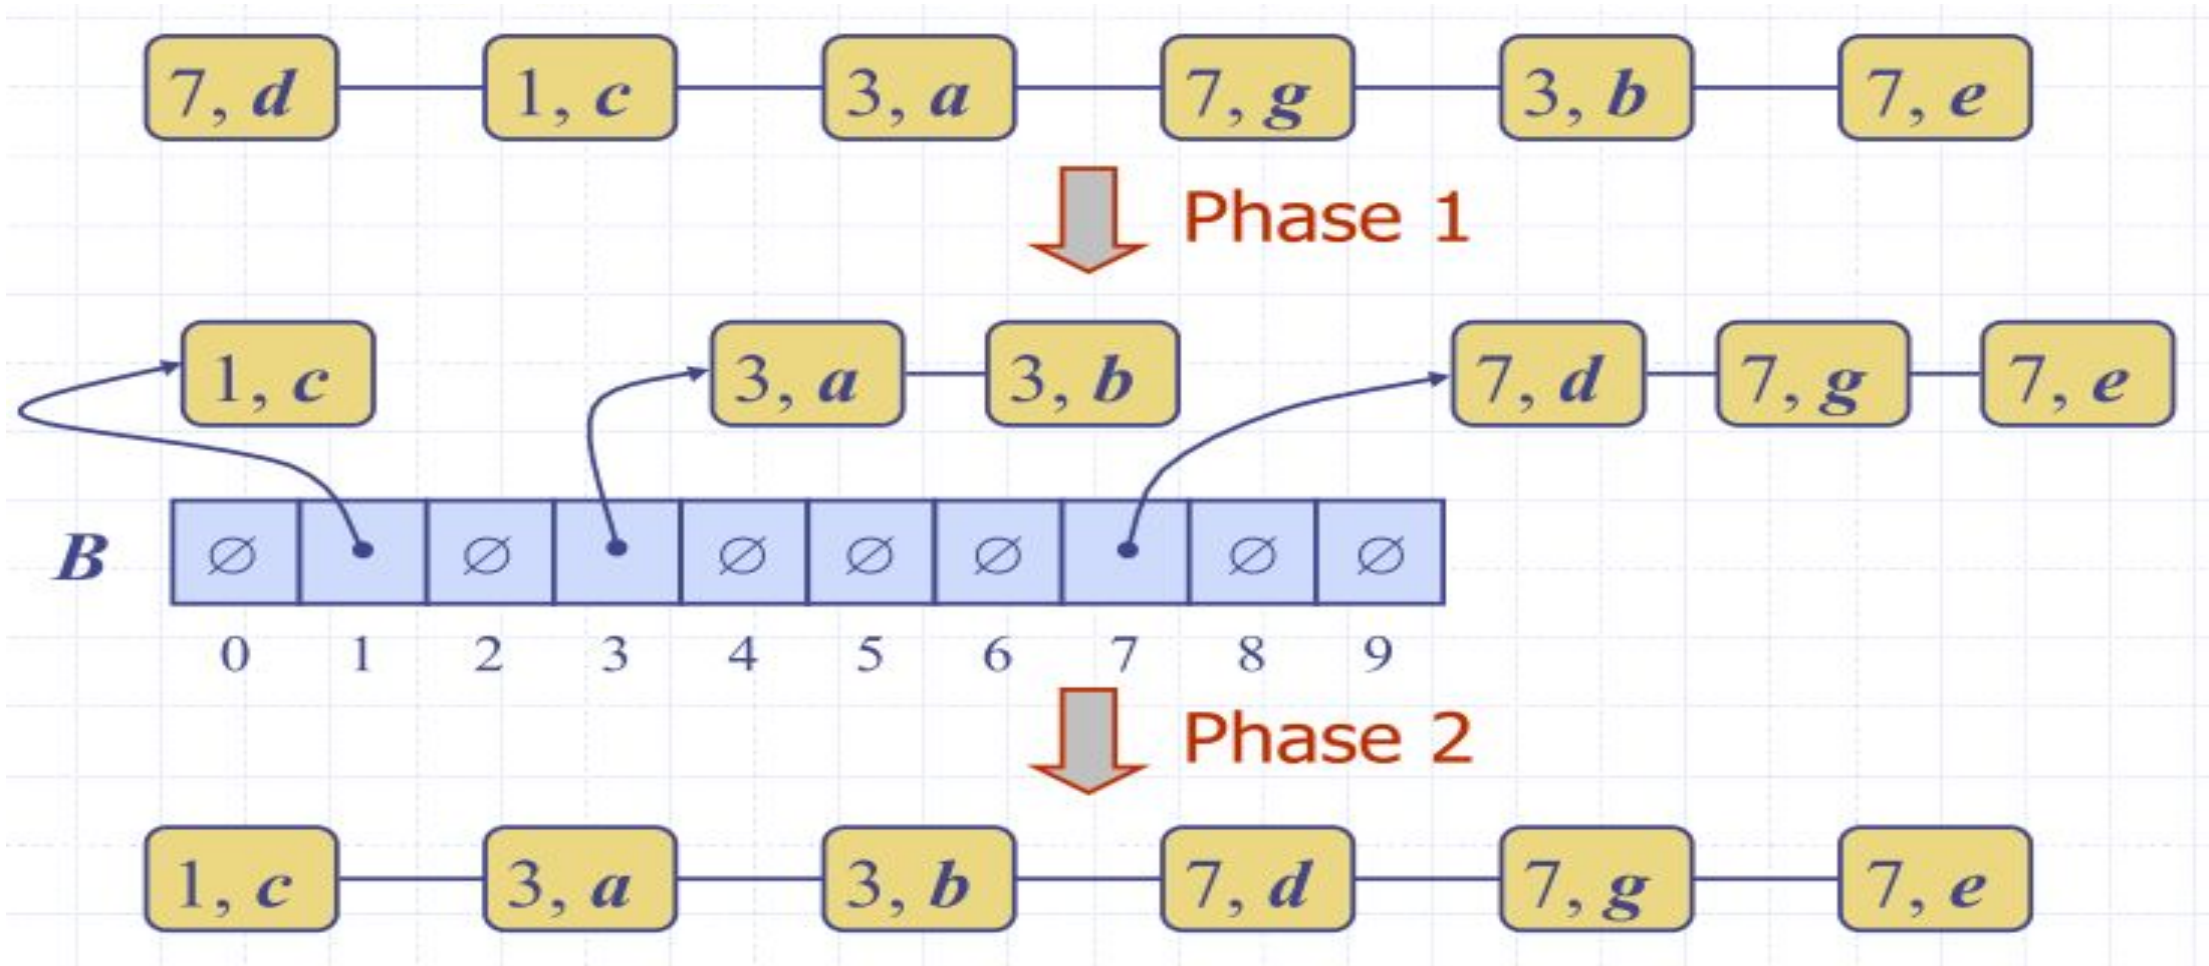 7, d 1, c 3, a 7, g 3, b 7, e
Phase 1
1, c 3, a 3, b 7, d 7, g 7, e
B ∅ ∅ ∅ ∅ ∅ ∅ ∅
0 1 2 3 4 5 6 7 8 9
Phase 2
1, c 3, a 3, b 7, d 7, g 7, e